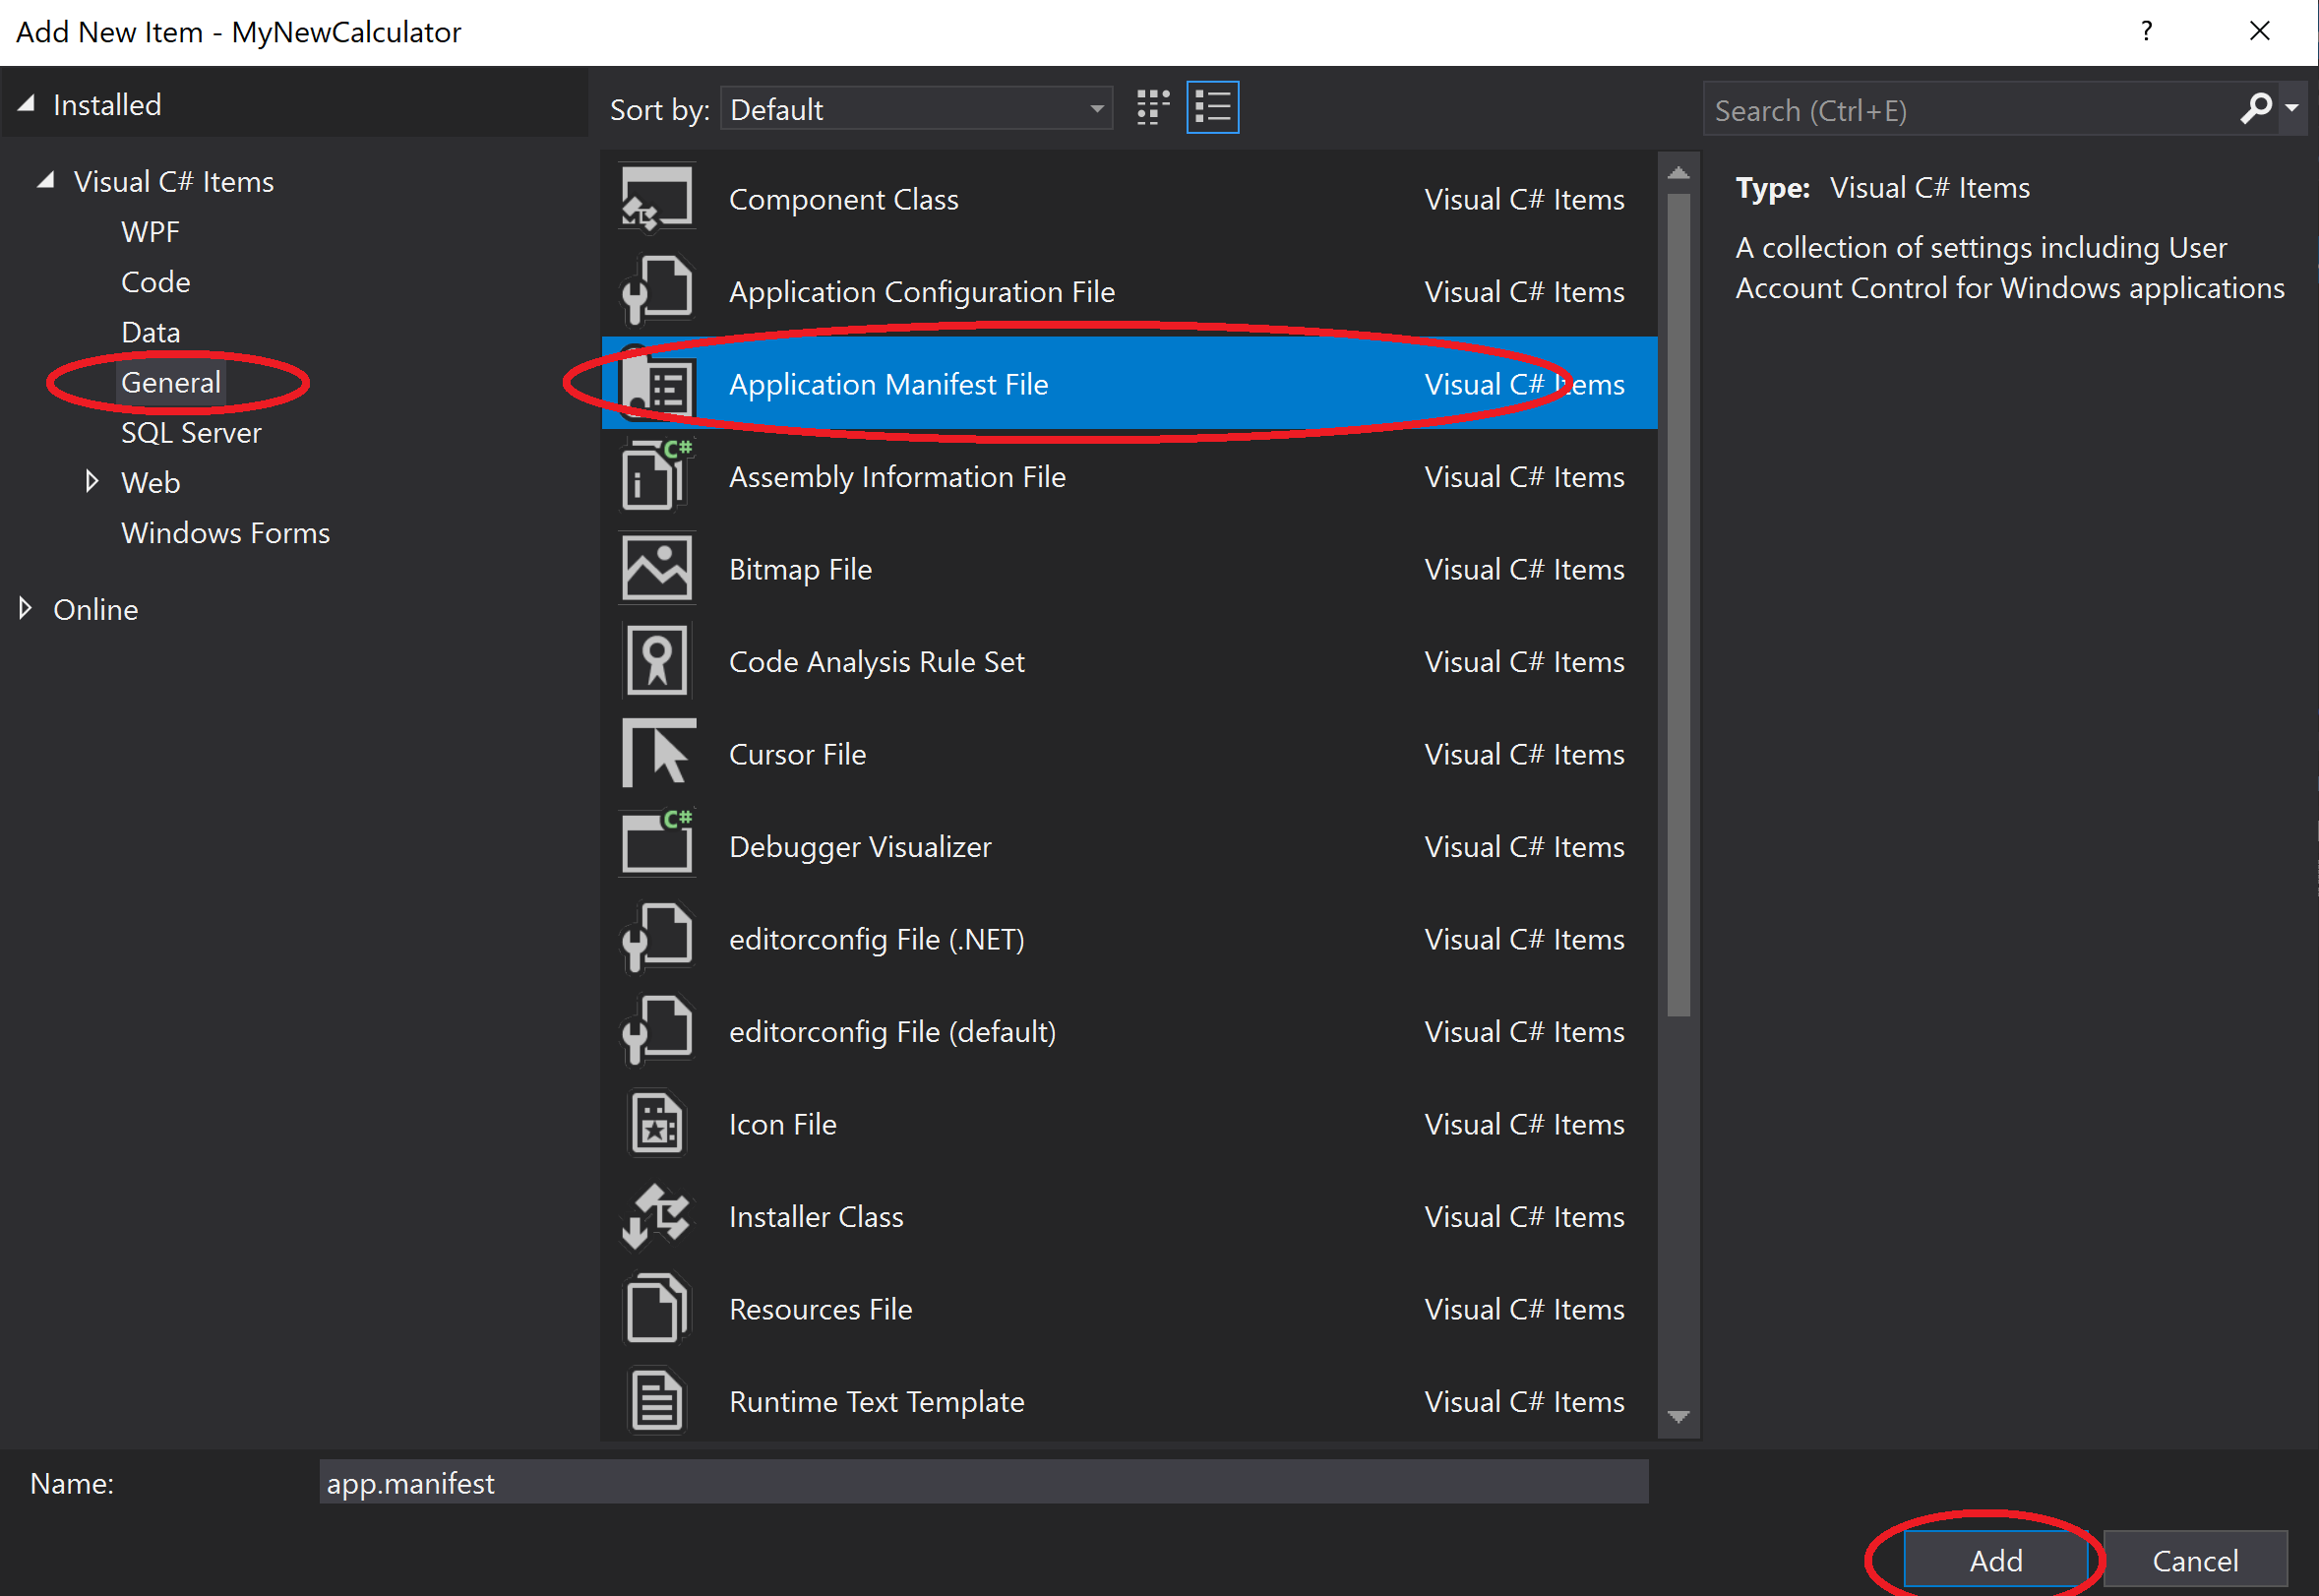 Add New Item - MyNewCalculator
?
Installed
Sort by: Default
Search (Ctrl+E)
Visual C# Items
WPF
Code
Data
General
SQL Server
Web
Windows Forms
Online
Component Class Visual C# Items
Application Configuration File Visual C# Items
Application Manifest File Visual C# Items
C#
Assembly Information File Visual C# Items
Bitmap File Visual C# Items
Code Analysis Rule Set Visual C# Items
Cursor File Visual C# Items
C#
Debugger Visualizer Visual C# Items
editorconfig File (.NET) Visual C# Items
editorconfig File (default) Visual C# Items
Icon File Visual C# Items
Installer Class Visual C# Items
Resources File Visual C# Items
Runtime Text Template Visual C# Items
Type: Visual C# Items
A collection of settings including User
Account Control for Windows applications
Name: app.manifest
Add Cancel